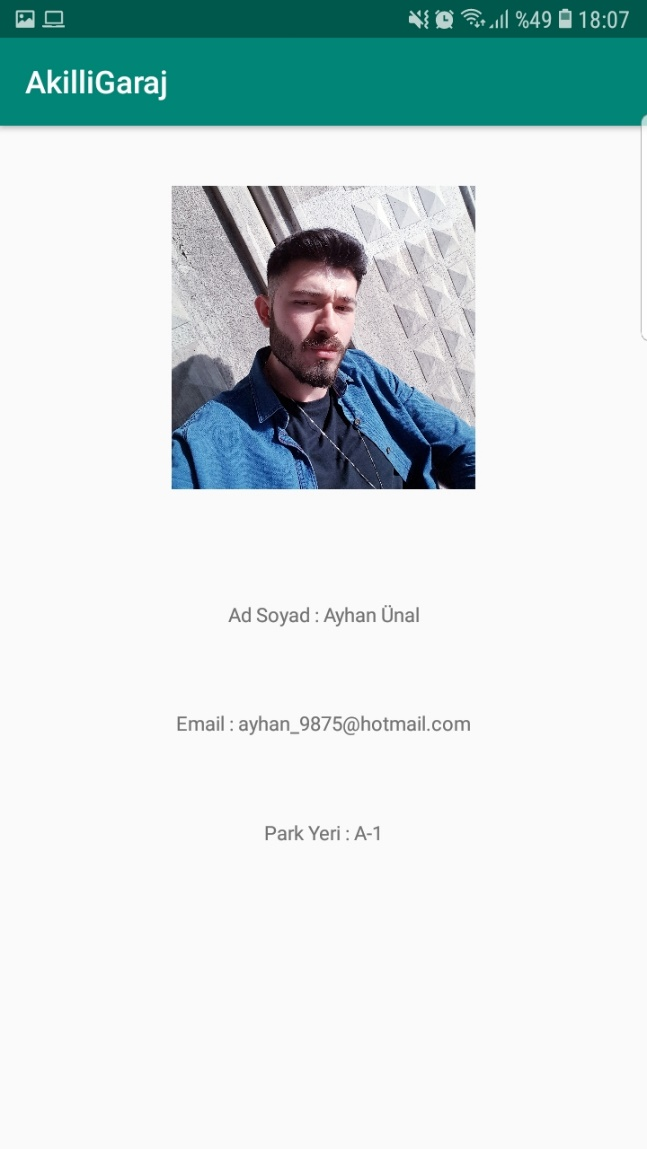 %49 18:07
AkilliGaraj
Ad Soyad : Ayhan Ünal
Email : ayhan_9875@hotmail.com
Park Yeri : A-1